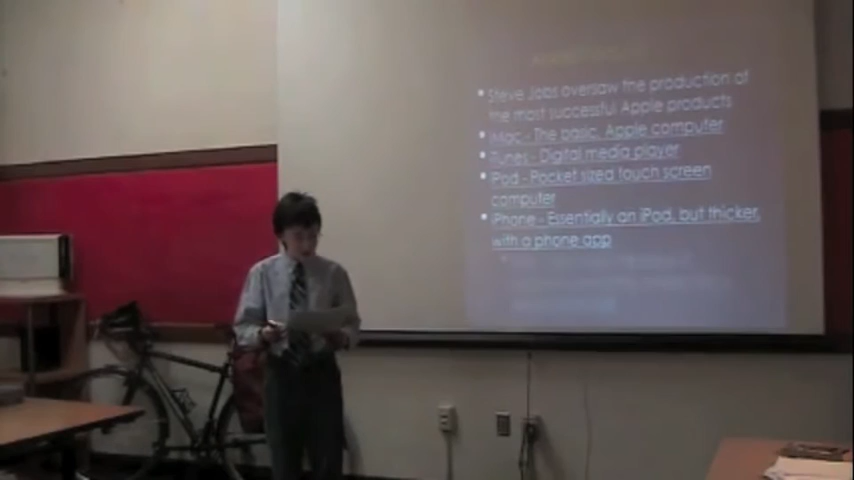 Steve Jobs oversaw the production of
the most successful Apple products
iMac - The basic, Apple computer
iTunes - Digital media player
iPod - Pocket sized touch screen
computer
iPhone - Essentially an iPod, but thicker,
with a phone app